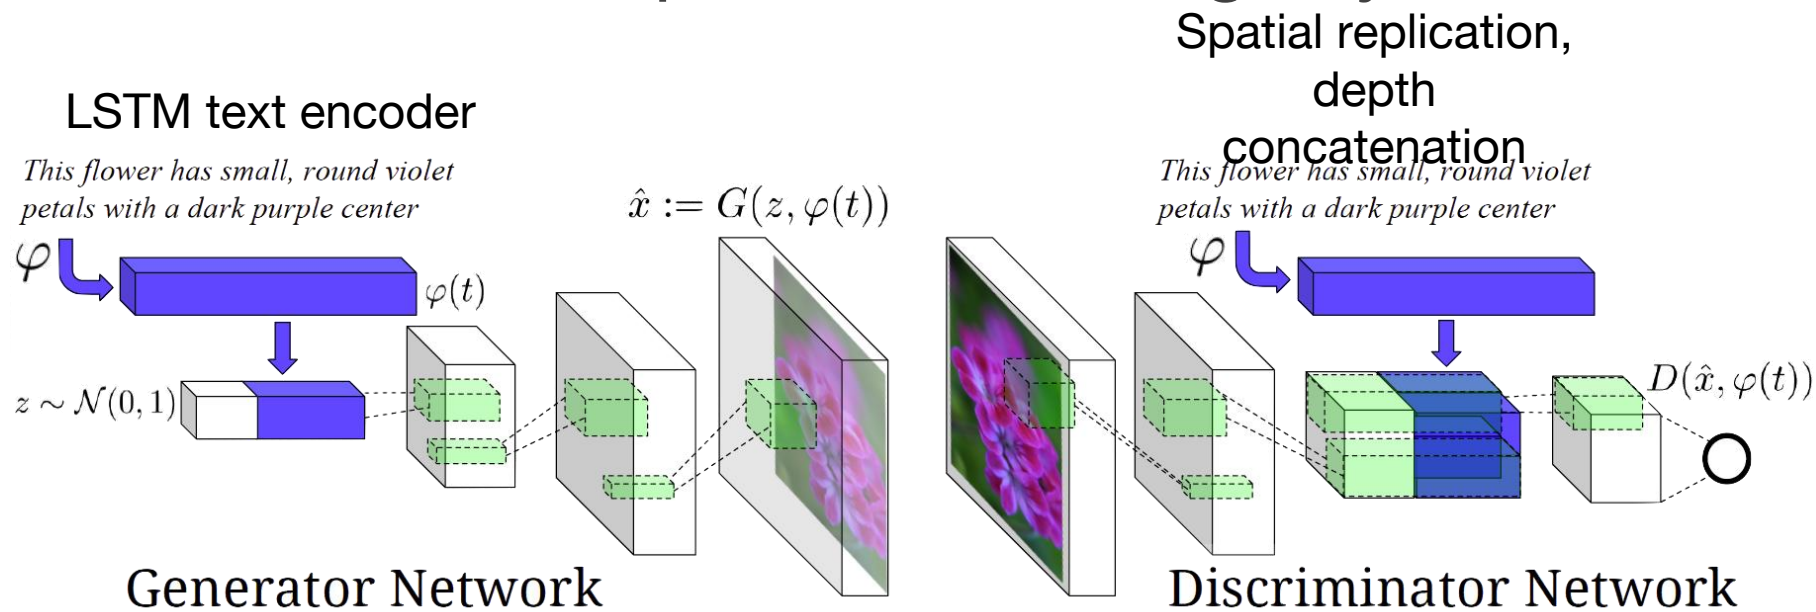 LSTM text encoder
This flower has small, round violet
petals with a dark purple center
φ
φ(t)
z ∼ N(0, 1)
x̂ := G(z, φ(t))
Generator Network
Spatial replication,
depth
concatenation
This flower has small, round violet
petals with a dark purple center
φ
D(x̂, φ(t))
Discriminator Network